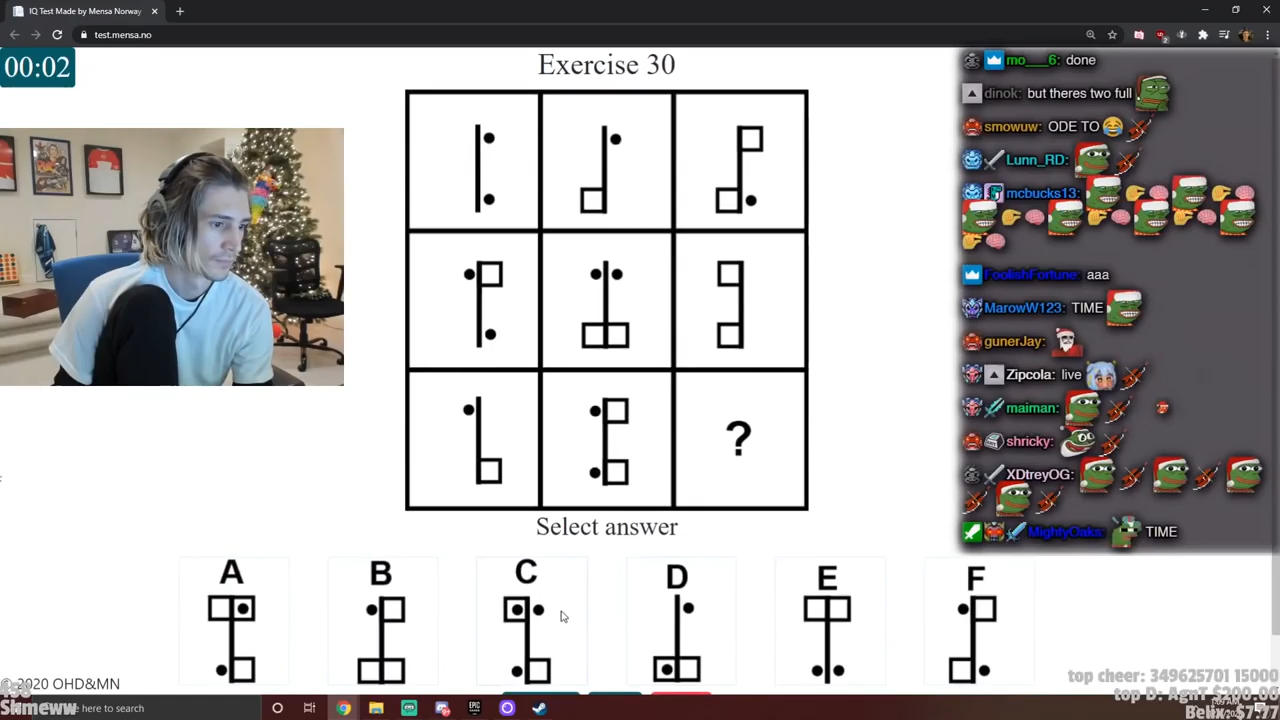 IQ Test Made by Mensa Norway
test.mensa.no
00:02
Exercise 30
?
Select answer
A
B
C
D
E
F
© 2020 OHD&MN
mo___6: done
dinok: but theres two full
smowuw: ODE TO
Lunn_RD:
mcbucks13:
FoolishFortune: aaa
MarowW123: TIME
gunerJay:
Zipcola: live
maiman:
shricky:
XDtreyOG:
MightyOaks: TIME
top cheer: 349625701 15000
Shmeww
here to search
EPIC